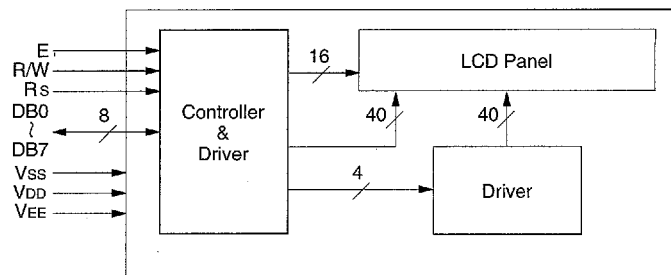 E
R/W
Rs
DB0
~
DB7
VSS
VDD
VEE
8
Controller
&
Driver
16
LCD Panel
40
40
4
Driver